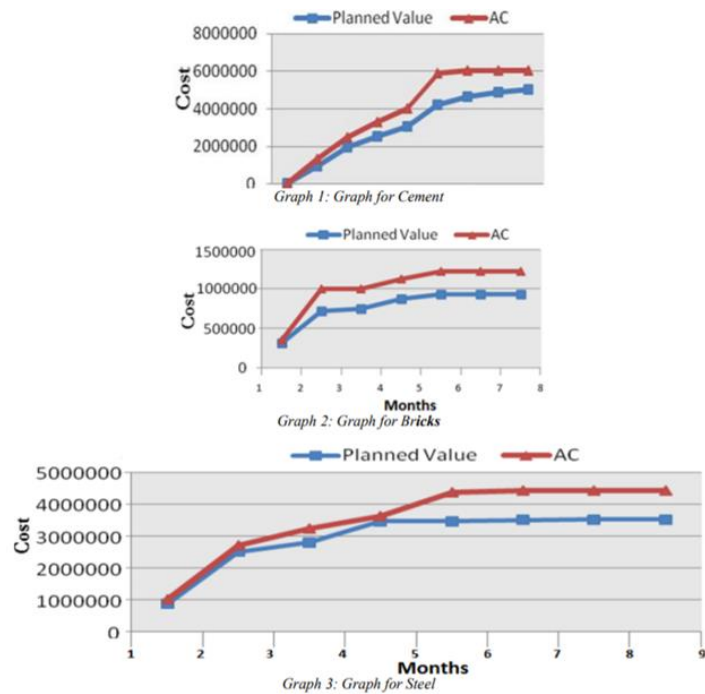 Planned Value AC
8000000
6000000
4000000
2000000
0
Cost
Graph 1: Graph for Cement
Planned Value AC
1500000
1000000
500000
0
Cost
1 2 3 4 5 6 7 8
Months
Graph 2: Graph for Bricks
Planned Value AC
5000000
4000000
3000000
2000000
1000000
0
Cost
1 2 3 4 5 6 7 8 9
Months
Graph 3: Graph for Steel